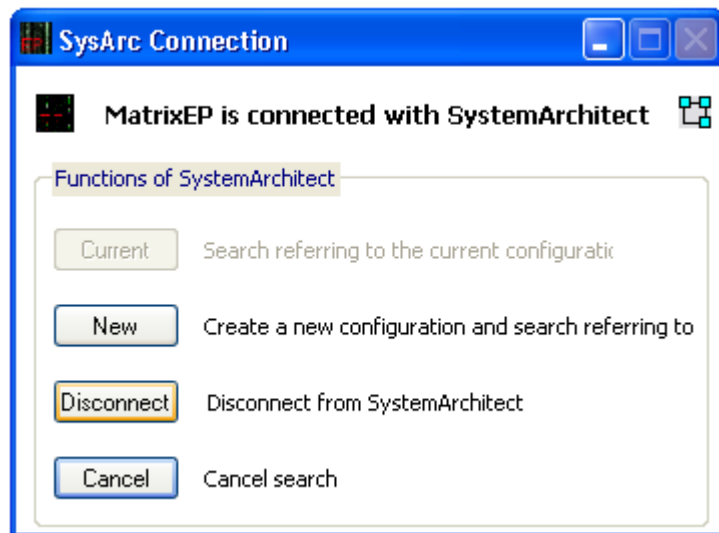 SysArc Connection
MatrixEP is connected with SystemArchitect
Functions of SystemArchitect
Current Search referring to the current configuratic
New Create a new configuration and search referring to
Disconnect Disconnect from SystemArchitect
Cancel Cancel search